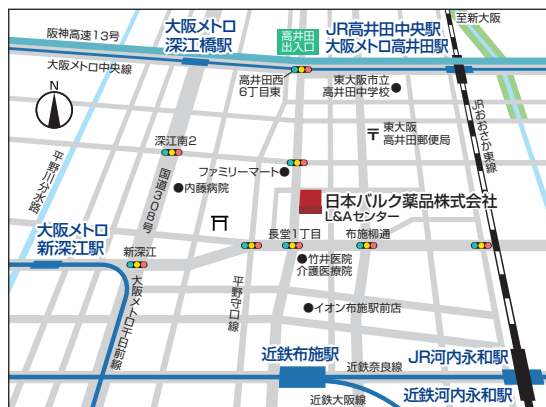 阪神高速13号
大阪メトロ
深江橋駅
高井田
出入口
JR高井田中央駅
大阪メトロ高井田駅
至新大阪
大阪メトロ中央線
高井田西
6丁目東
東大阪市立
高井田中学校
JRおおさか東線
N
平野川分水路
深江南2
国道308号
ファミリーマート
〒
東大阪
高井田郵便局
内藤病院
日本バルク薬品株式会社
L&Aセンター
大阪メトロ
新深江駅
新深江
長堂1丁目
布施柳通
竹井医院
介護医療院
大阪メトロ千日前線
平野守口線
イオン布施駅前店
近鉄布施駅
近鉄奈良線
JR河内永和駅
近鉄河内永和駅
近鉄大阪線